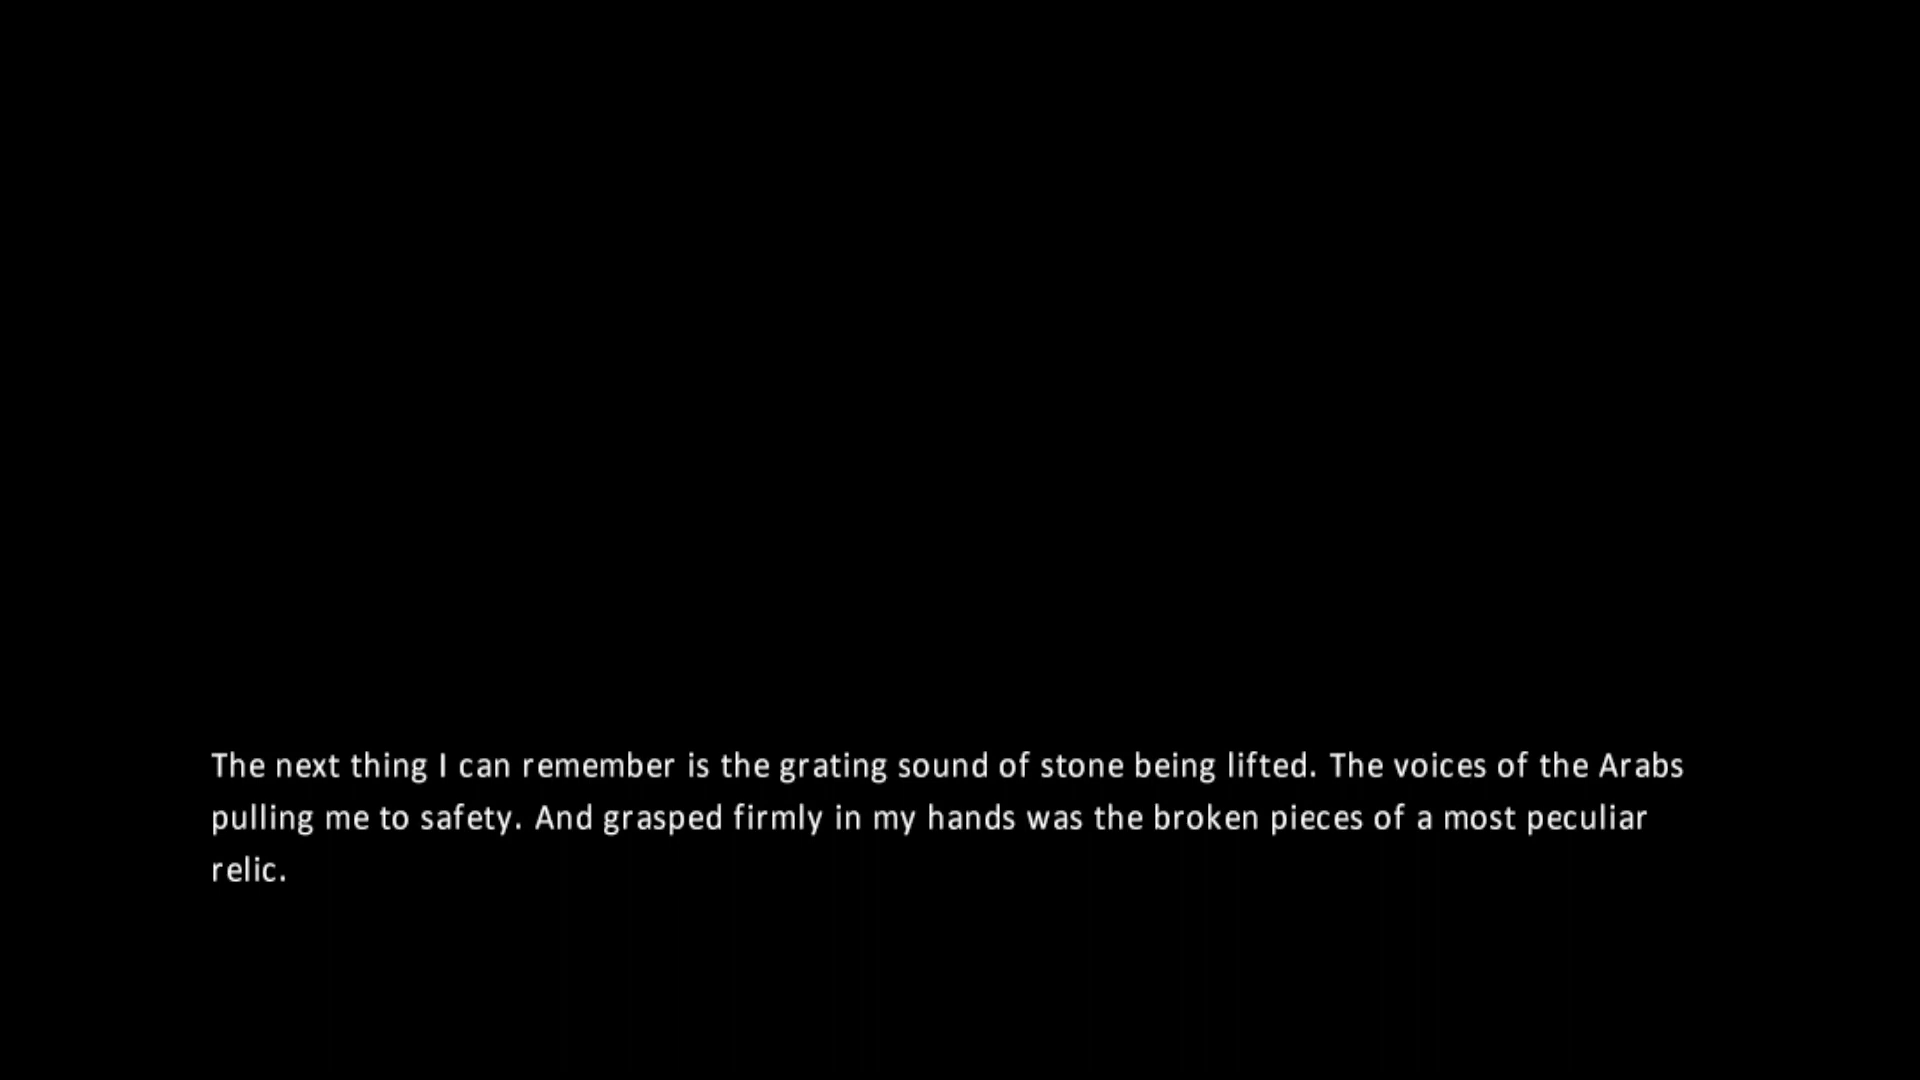 The next thing I can remember is the grating sound of stone being lifted. The voices of the Arabs
pulling me to safety. And grasped firmly in my hands was the broken pieces of a most peculiar
relic.